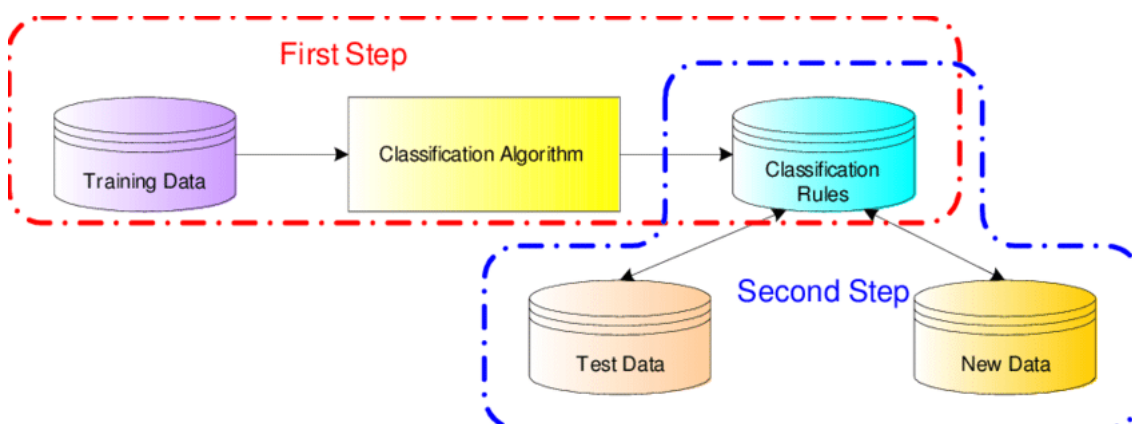 First Step
Training Data
Classification Algorithm
Classification
Rules
Second Step
Test Data
New Data